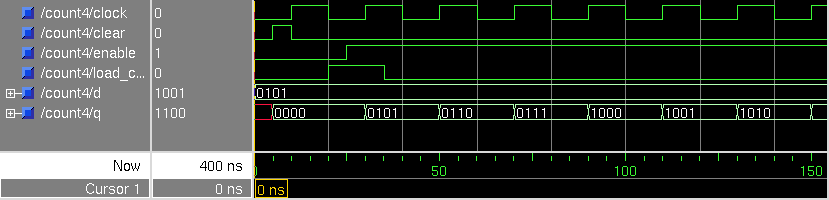 /count4/clock 0
/count4/clear 0
/count4/enable 1
/count4/load_c... 0
/count4/d 1001 0101
/count4/q 1100 0000 0101 0110 0111 1000 1001 1010
Now 400 ns 50 100 150
Cursor 1 0 ns 0 ns